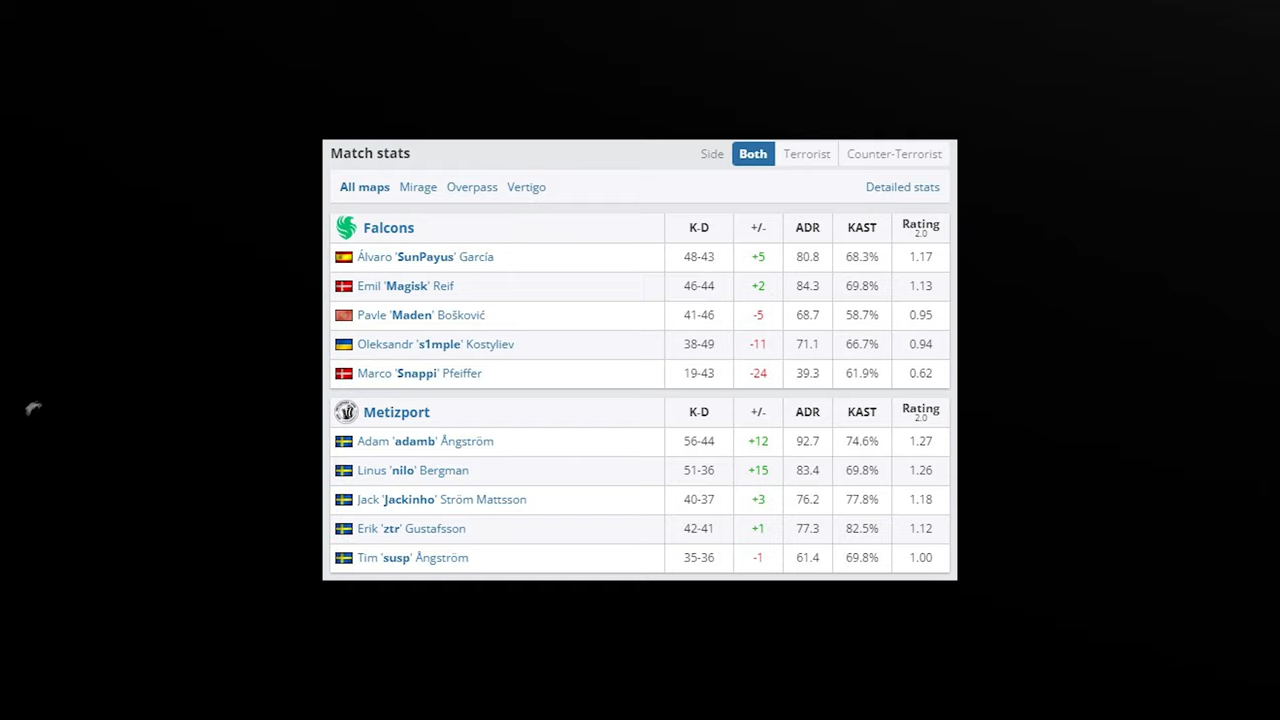 Match stats Side Both Terrorist Counter-Terrorist
All maps Mirage Overpass Vertigo Detailed stats
Falcons K-D +/- ADR KAST Rating 2.0
Álvaro 'SunPayus' García 48-43 +5 80.8 68.3% 1.17
Emil 'Magisk' Reif 46-44 +2 84.3 69.8% 1.13
Pavle 'Maden' Bošković 41-46 -5 68.7 58.7% 0.95
Oleksandr 's1mple' Kostyliev 38-49 -11 71.1 66.7% 0.94
Marco 'Snappi' Pfeiffer 19-43 -24 39.3 61.9% 0.62
Metizport K-D +/- ADR KAST Rating 2.0
Adam 'adamb' Ångström 56-44 +12 92.7 74.6% 1.27
Linus 'nilo' Bergman 51-36 +15 83.4 69.8% 1.26
Jack 'Jackinho' Ström Mattsson 40-37 +3 76.2 77.8% 1.18
Erik 'ztr' Gustafsson 42-41 +1 77.3 82.5% 1.12
Tim 'susp' Ångström 35-36 -1 61.4 69.8% 1.00